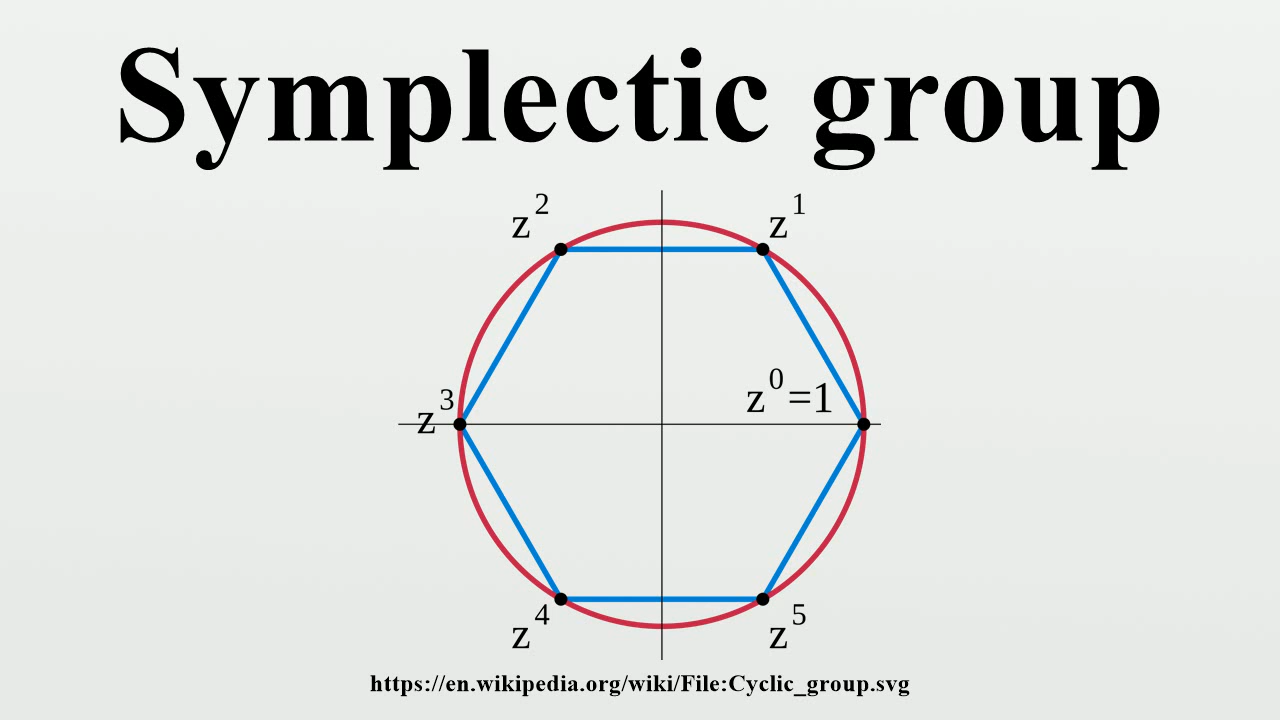 Symplectic group
z² z¹
z³ z⁰=1
z⁴ z⁵
https://en.wikipedia.org/wiki/File:Cyclic_group.svg